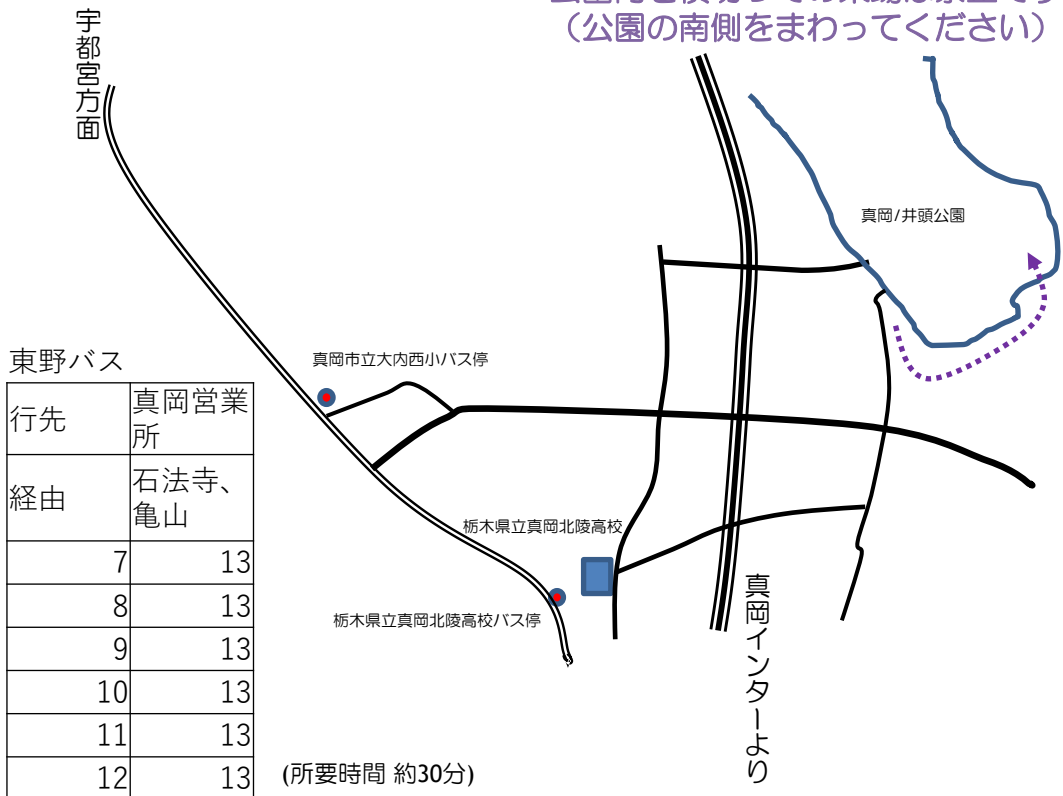 （公園の南側をまわってください）
宇都宮方面
真岡/井頭公園
真岡市立大内西小バス停
東野バス
行先 真岡営業所
経由 石法寺、亀山
7 13
8 13
9 13
10 13
11 13
12 13
栃木県立真岡北陵高校
栃木県立真岡北陵高校バス停
真岡インターより
(所要時間 約30分)